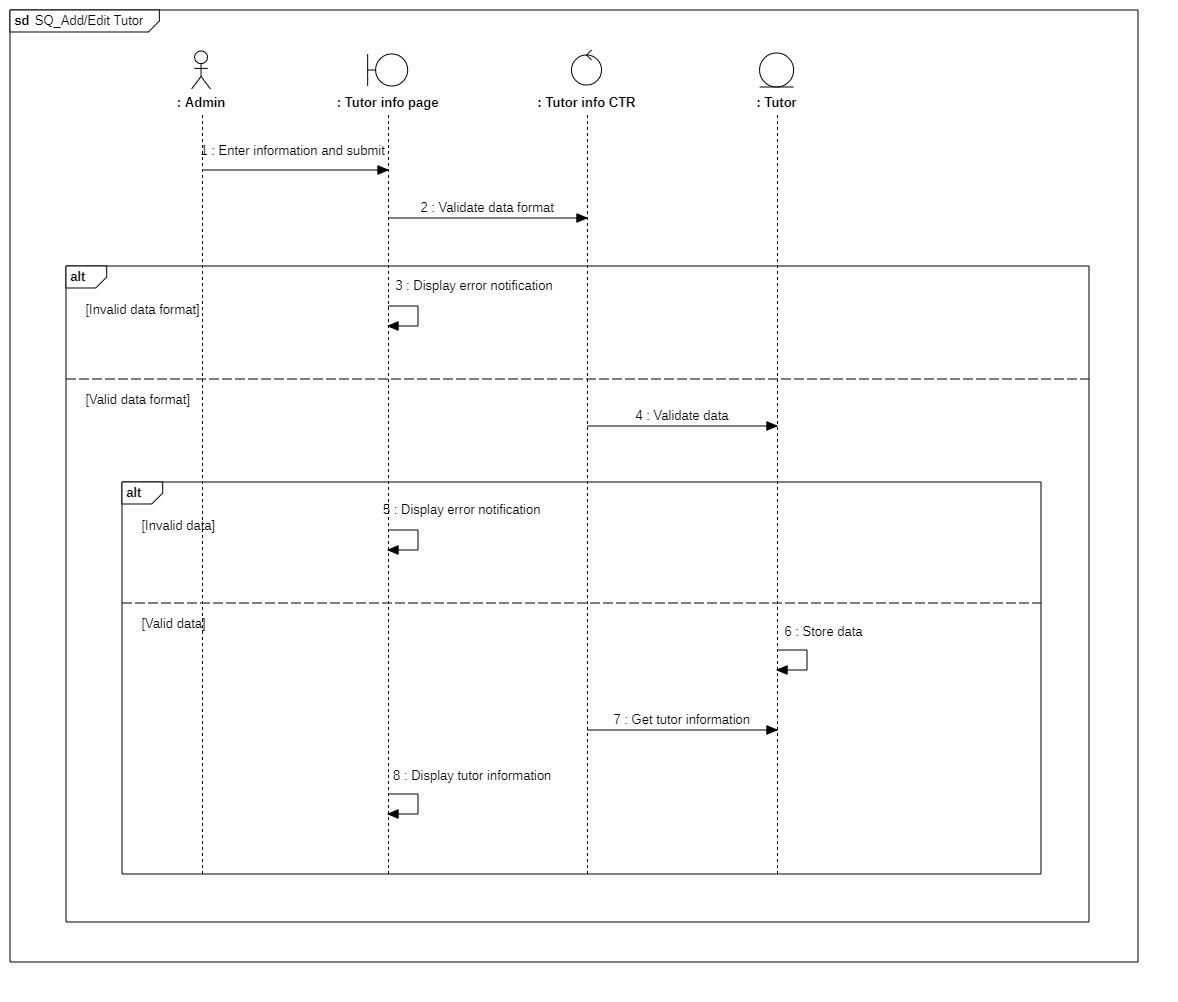 sd SQ_Add/Edit Tutor
: Admin
: Tutor info page
: Tutor info CTR
: Tutor
1 : Enter information and submit
2 : Validate data format
alt
3 : Display error notification
[Invalid data format]
[Valid data format]
4 : Validate data
alt
5 : Display error notification
[Invalid data]
[Valid data]
6 : Store data
7 : Get tutor information
8 : Display tutor information